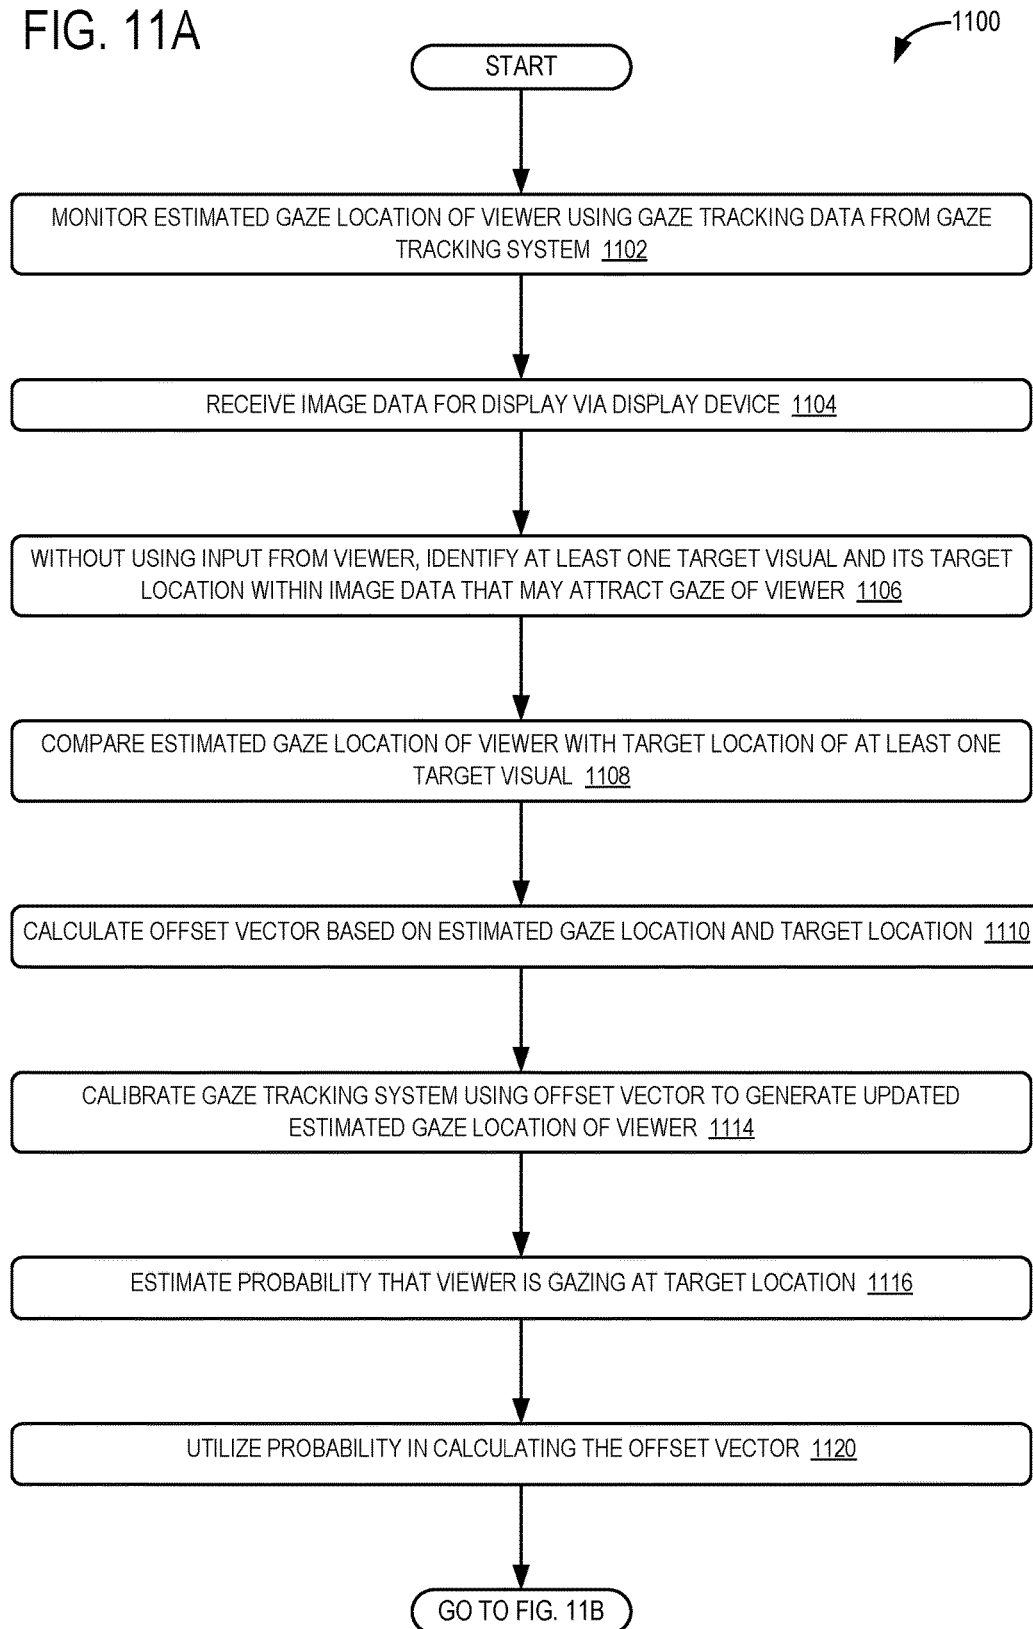 FIG. 11A
1100
START
MONITOR ESTIMATED GAZE LOCATION OF VIEWER USING GAZE TRACKING DATA FROM GAZE
TRACKING SYSTEM 1102
RECEIVE IMAGE DATA FOR DISPLAY VIA DISPLAY DEVICE 1104
WITHOUT USING INPUT FROM VIEWER, IDENTIFY AT LEAST ONE TARGET VISUAL AND ITS TARGET
LOCATION WITHIN IMAGE DATA THAT MAY ATTRACT GAZE OF VIEWER 1106
COMPARE ESTIMATED GAZE LOCATION OF VIEWER WITH TARGET LOCATION OF AT LEAST ONE
TARGET VISUAL 1108
CALCULATE OFFSET VECTOR BASED ON ESTIMATED GAZE LOCATION AND TARGET LOCATION 1110
CALIBRATE GAZE TRACKING SYSTEM USING OFFSET VECTOR TO GENERATE UPDATED
ESTIMATED GAZE LOCATION OF VIEWER 1114
ESTIMATE PROBABILITY THAT VIEWER IS GAZING AT TARGET LOCATION 1116
UTILIZE PROBABILITY IN CALCULATING THE OFFSET VECTOR 1120
GO TO FIG. 11B